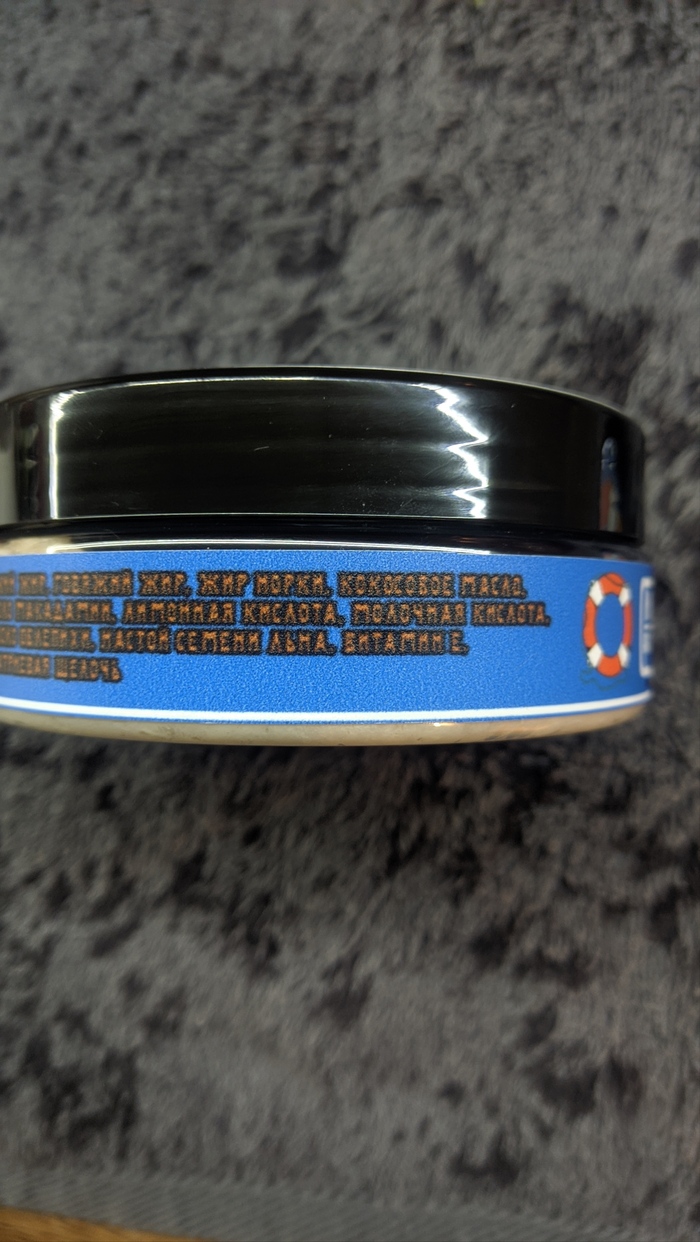 ЖИР, ГОВЯЖИЙ ЖИР, ЖИР НОРКИ, КОКОСОВОЕ МАСЛО,
МАКАДАМИИ, ЛИМОННАЯ КИСЛОТА, МОЛОЧНАЯ КИСЛОТА,
ОБЛЕПИХИ, НАСТОЙ СЕМЕНИ ЛЬНА, ВИТАМИН Е,
ЩЕЛОЧЬ